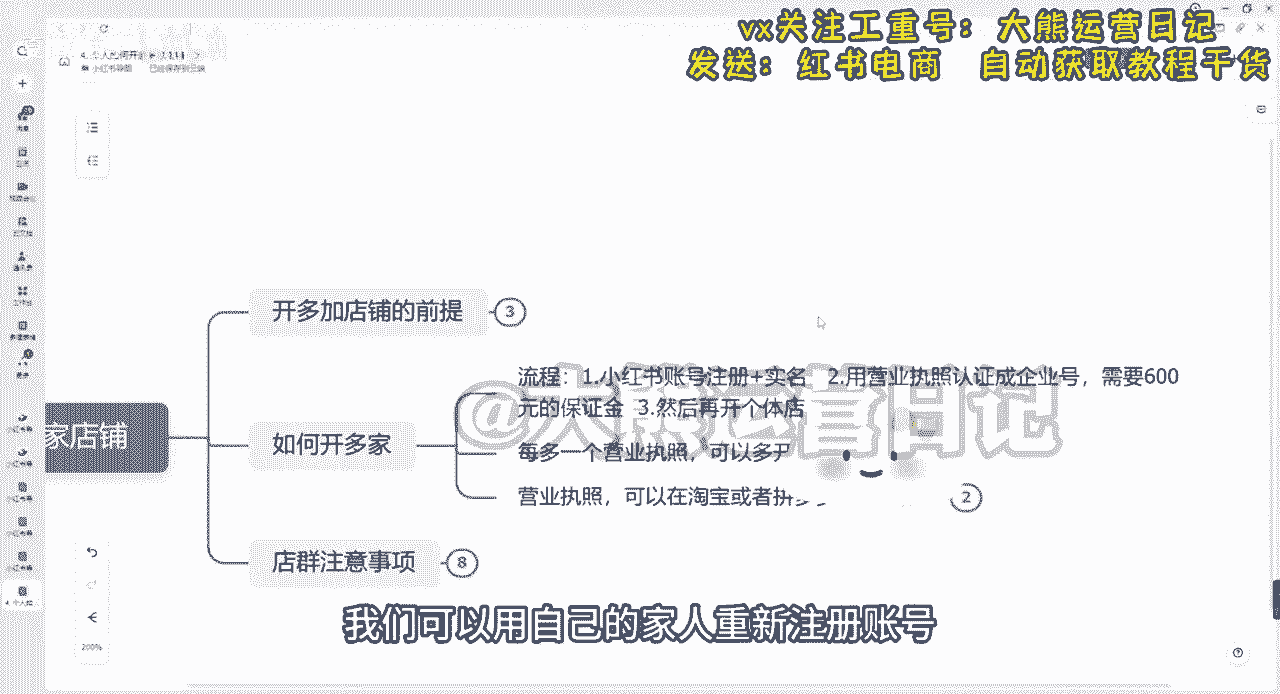 vx关注工重号：大熊运营日记
发送：红书电商 自动获取教程干货
家店铺
开多加店铺的前提
3
如何开多家
流程：1.小红书账号注册+实名 2.用营业执照认证成企业号，需要600
元的保证金 3.然后再开个体店
每多一个营业执照，可以多开
营业执照，可以在淘宝或者拼
2
店群注意事项
8
@大熊运营日记
200%
我们可以用自己的家人重新注册账号